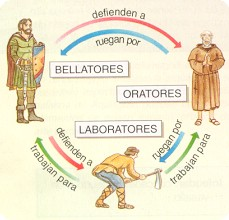 defienden a
ruegan por
BELLATORES
ORATORES
LABORATORES
defienden a
trabajan para
ruegan por
trabajan para